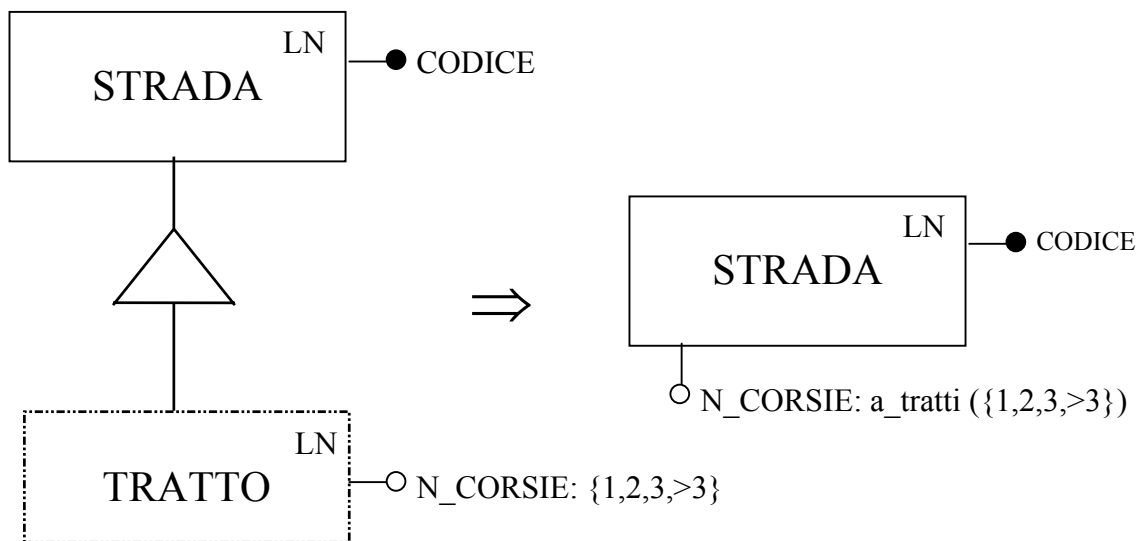 LN
STRADA
CODICE
LN
TRATTO
N_CORSIE: {1,2,3,>3}
⇒
LN
STRADA
CODICE
N_CORSIE: a_tratti ({1,2,3,>3})